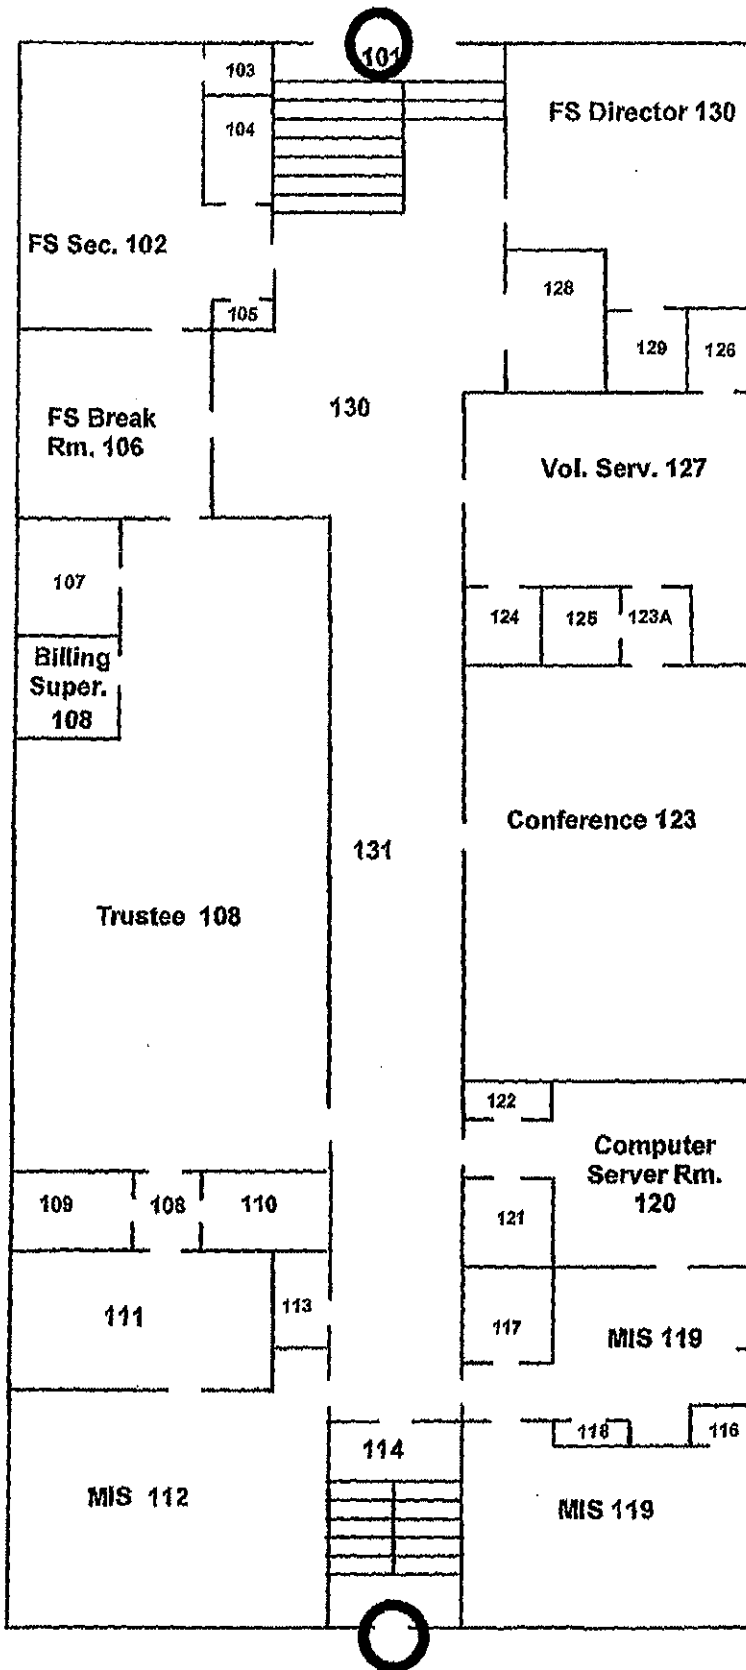 101
103
FS Director 130
104
FS Sec. 102
128
105
129
126
130
FS Break
Rm. 106
Vol. Serv. 127
107
124
125
123A
Billing
Super.
108
Conference 123
131
Trustee 108
122
Computer
Server Rm.
120
109
108
110
121
113
111
117
MIS 119
118
116
114
MIS 112
MIS 119